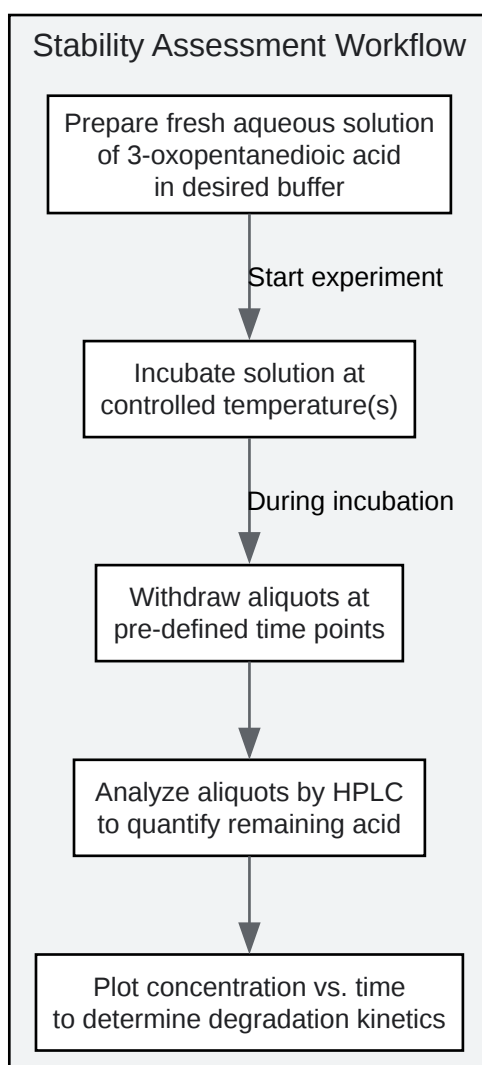 Stability Assessment Workflow
Prepare fresh aqueous solution
of 3-oxopentanedioic acid
in desired buffer
Start experiment
Incubate solution at
controlled temperature(s)
During incubation
Withdraw aliquots at
pre-defined time points
Analyze aliquots by HPLC
to quantify remaining acid
Plot concentration vs. time
to determine degradation kinetics